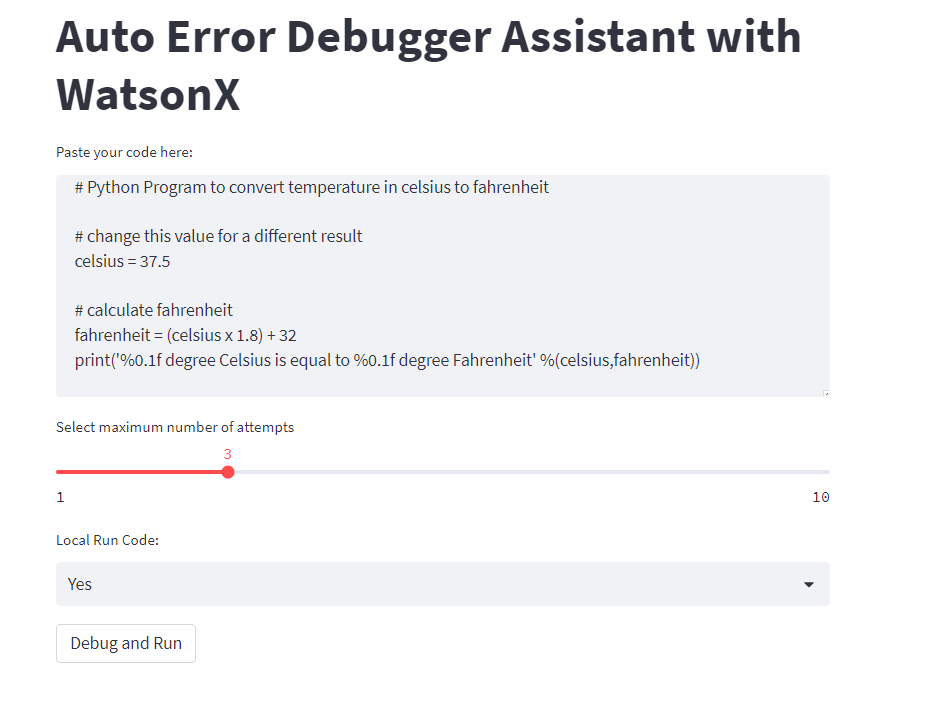 Auto Error Debugger Assistant with
WatsonX
Paste your code here:
# Python Program to convert temperature in celsius to fahrenheit
# change this value for a different result
celsius = 37.5
# calculate fahrenheit
fahrenheit = (celsius x 1.8) + 32
print('%0.1f degree Celsius is equal to %0.1f degree Fahrenheit' %(celsius,fahrenheit))
Select maximum number of attempts
3
1 10
Local Run Code:
Yes
Debug and Run